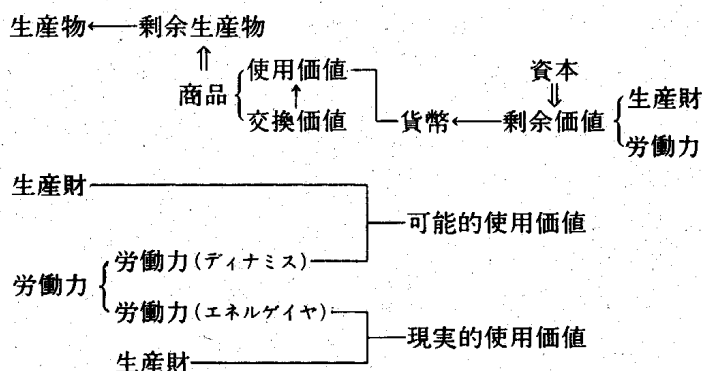 生産物←剰余生産物
⇑
使用価値
資本
商品
↑
⇓
生産財
交換価値
貨幣←剰余価値
労働力
生産財
可能的使用価値
労働力(ディナミス)
労働力
労働力(エネルゲイヤ)
現実的使用価値
生産財